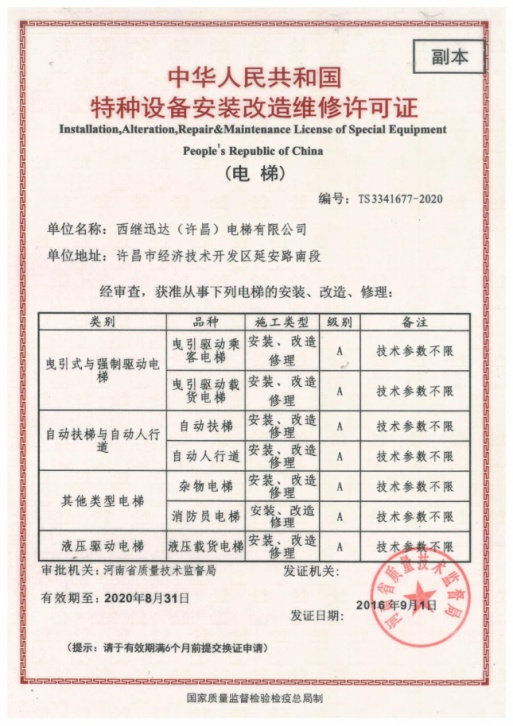 副本
中华人民共和国
特种设备安装改造维修许可证
Installation,Alteration,Repair&Maintenance License of Special Equipment
People's Republic of China
(电 梯)
编号: TS3341677-2020
单位名称: 西继迅达(许昌)电梯有限公司
单位地址: 许昌市经济技术开发区延安路南段
经审查, 获准从事下列电梯的安装、改造、修理:
类别 品种 施工类型 级别 备注
曳引式与强制驱动电梯 曳引驱动乘客电梯 安装、改造修理 A 技术参数不限
曳引驱动载货电梯 安装、改造修理 A 技术参数不限
自动扶梯与自动人行道 自动扶梯 安装、改造修理 A 技术参数不限
自动人行道 安装、改造修理 A 技术参数不限
其他类型电梯 杂物电梯 安装、改造修理 A 技术参数不限
消防员电梯 安装、改造修理 A 技术参数不限
液压驱动电梯 液压载货电梯 安装、改造修理 A 技术参数不限
审批机关: 河南省质量技术监督局 发证机关:
河南省质量技术监督局
有效期至: 2020年8月31日
发证日期: 2016年9月1日
(提示: 请于有效期满6个月前提交换证申请)
国家质量监督检验检疫总局制